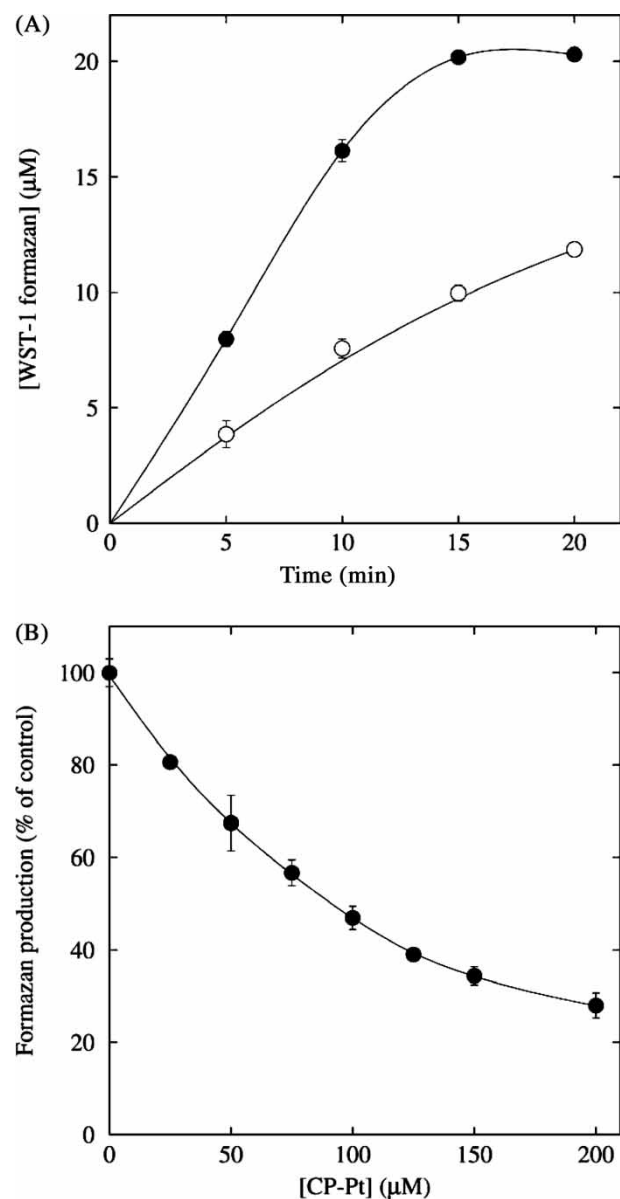 (A)
[WST-1 formazan] (μM)
20
15
10
5
0
0 5 10 15 20
Time (min)
(B)
Formazan production (% of control)
100
80
60
40
20
0
0 50 100 150 200
[CP-Pt] (μM)